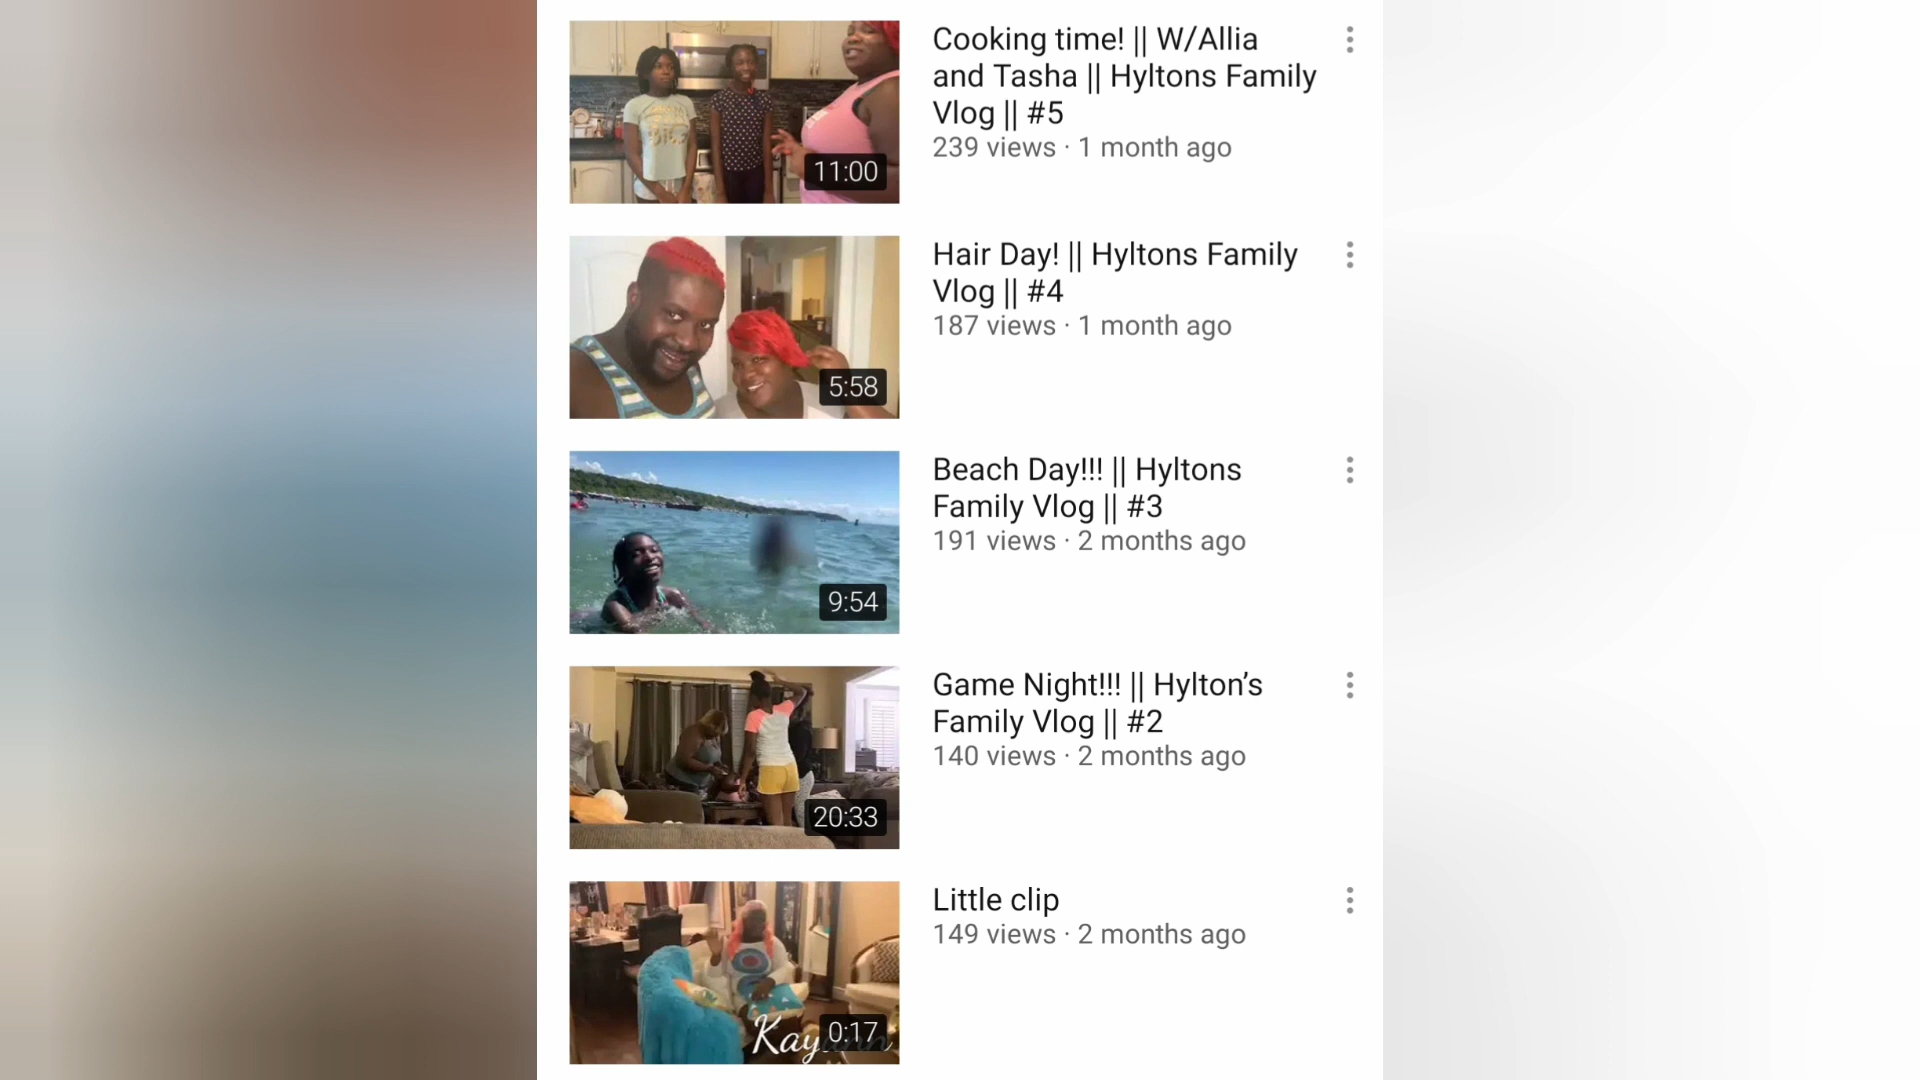 Cooking time! || W/Allia
and Tasha || Hyltons Family
Vlog || #5
239 views · 1 month ago
11:00
Hair Day! || Hyltons Family
Vlog || #4
187 views · 1 month ago
5:58
Beach Day!!! || Hyltons
Family Vlog || #3
191 views · 2 months ago
9:54
Game Night!!! || Hylton’s
Family Vlog || #2
140 views · 2 months ago
20:33
Little clip
149 views · 2 months ago
0:17